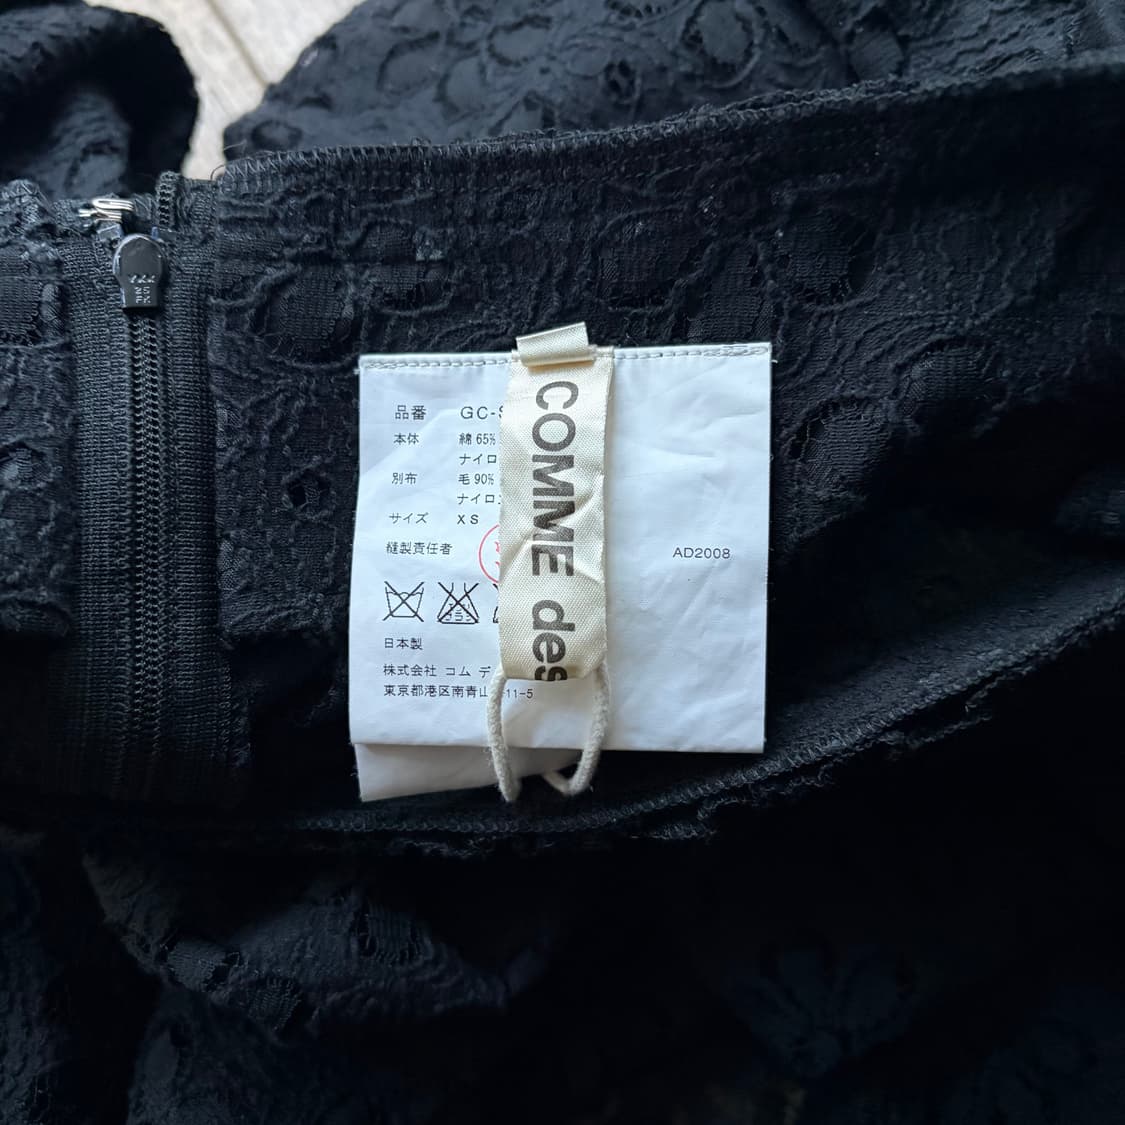 品番 GC-S
本体 綿 65%
ナイロ
別布 毛 90%
ナイロ
サイズ XS
縫製責任者
日本製
株式会社 コム デ
東京都港区南青山 -11-5
COMME des
AD2008
YKK